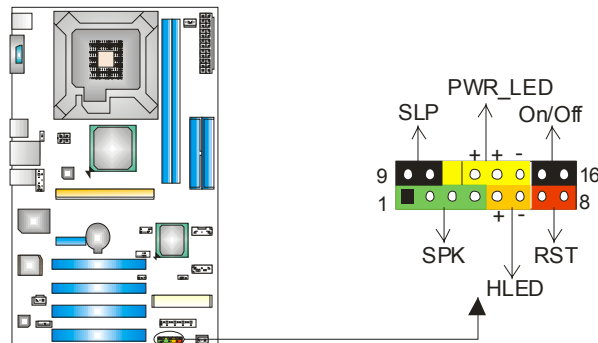 PWR_LED
SLP On/Off
+ + -
9 16
1 8
+ -
SPK RST
HLED